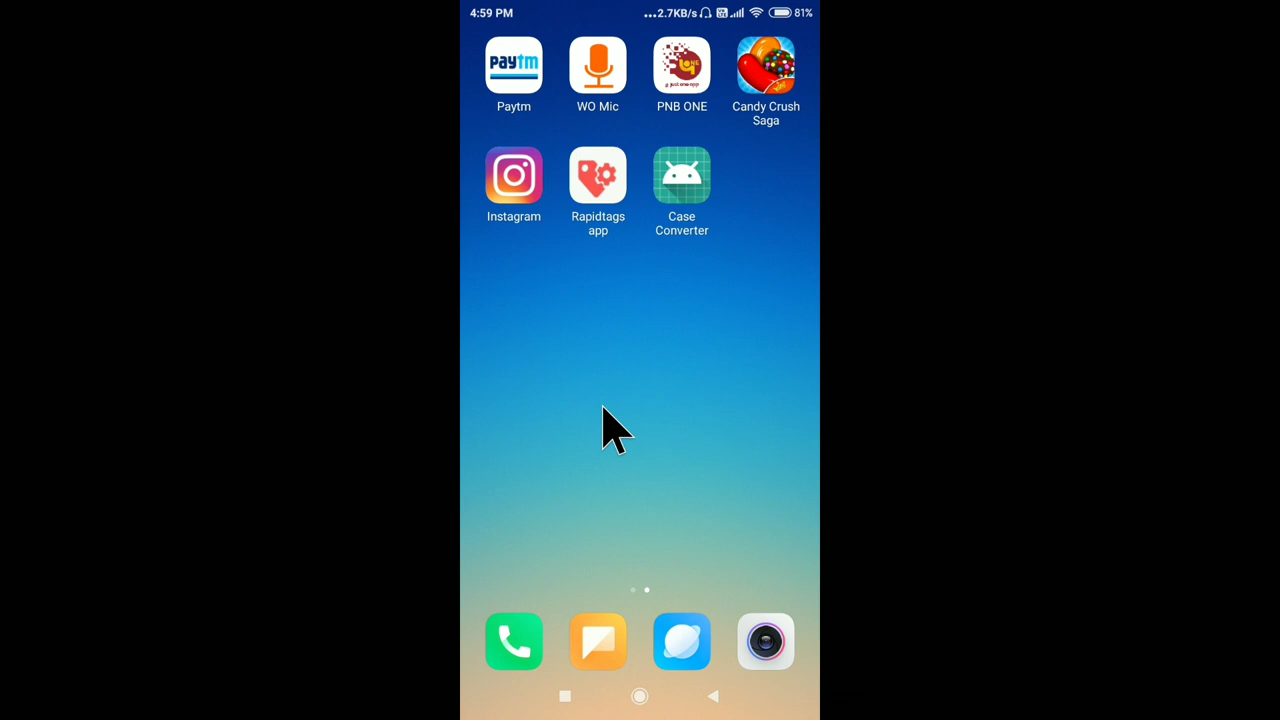 4:59 PM
...2.7KB/s
81%
paytm
ONE
Paytm
WO Mic
PNB ONE
Candy Crush
Saga
Instagram
Rapidtags
app
Case
Converter